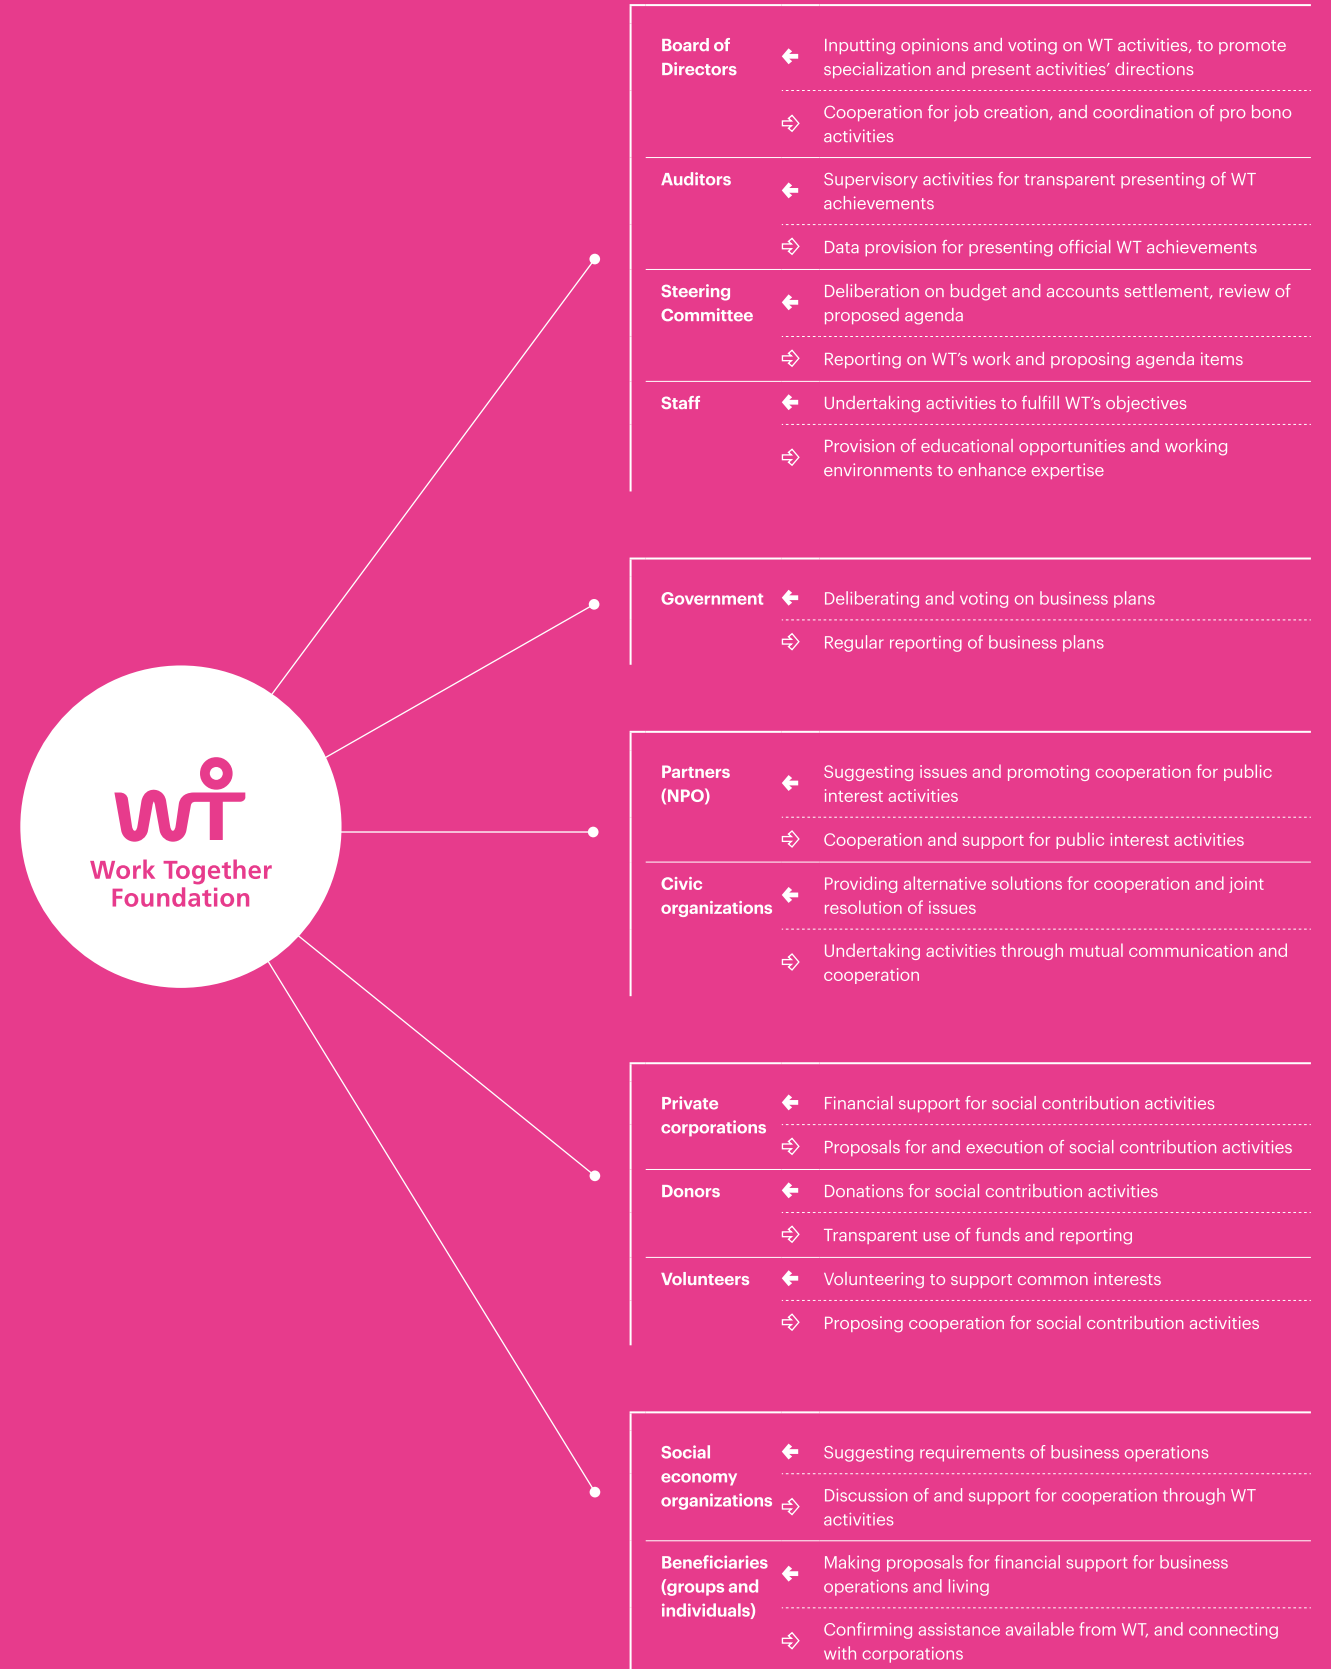 Board of
Directors
Inputting opinions and voting on WT activities, to promote
specialization and present activities’ directions
Cooperation for job creation, and coordination of pro bono
activities
Auditors
Supervisory activities for transparent presenting of WT
achievements
Data provision for presenting official WT achievements
Steering
Committee
Deliberation on budget and accounts settlement, review of
proposed agenda
Reporting on WT’s work and proposing agenda items
Staff
Undertaking activities to fulfill WT’s objectives
Provision of educational opportunities and working
environments to enhance expertise
Government
Deliberating and voting on business plans
Regular reporting of business plans
WT
Work Together
Foundation
Partners
(NPO)
Suggesting issues and promoting cooperation for public
interest activities
Cooperation and support for public interest activities
Civic
organizations
Providing alternative solutions for cooperation and joint
resolution of issues
Undertaking activities through mutual communication and
cooperation
Private
corporations
Financial support for social contribution activities
Proposals for and execution of social contribution activities
Donors
Donations for social contribution activities
Transparent use of funds and reporting
Volunteers
Volunteering to support common interests
Proposing cooperation for social contribution activities
Social
economy
organizations
Suggesting requirements of business operations
Discussion of and support for cooperation through WT
activities
Beneficiaries
(groups and
individuals)
Making proposals for financial support for business
operations and living
Confirming assistance available from WT, and connecting
with corporations